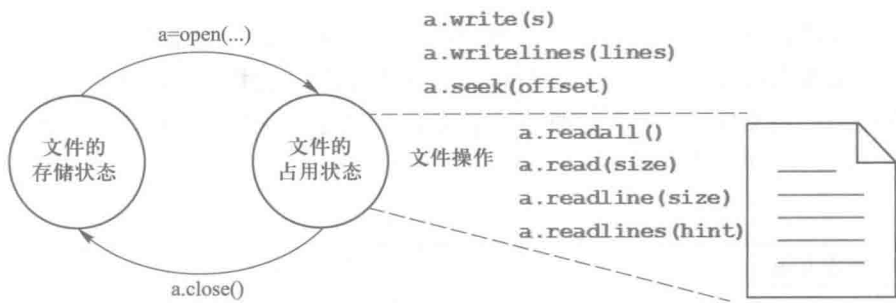 a=open(...)
a.write(s)
a.writelines(lines)
a.seek(offset)
文件的
存储状态
文件的
占用状态
文件操作
a.readall()
a.read(size)
a.readline(size)
a.readlines(hint)
a.close()